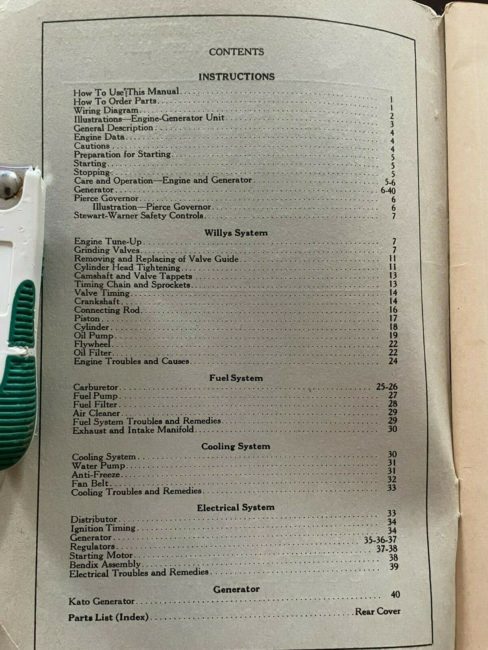 CONTENTS
INSTRUCTIONS
How To Use This Manual 1
How To Order Parts 1
Wiring Diagram 2
Illustrations—Engine-Generator Unit 3
General Description 4
Engine Data 4
Cautions 4
Preparation for Starting 5
Starting 5
Stopping 5
Care and Operation—Engine and Generator 5-6
Generator 6-40
Pierce Governor 6
Illustration—Pierce Governor 6
Stewart-Warner Safety Controls 7
Willys System
Engine Tune-Up 7
Grinding Valves 7
Removing and Replacing of Valve Guide 11
Cylinder Head Tightening 11
Camshaft and Valve Tappets 13
Timing Chain and Sprockets 13
Valve Timing 14
Crankshaft 14
Connecting Rod 16
Piston 17
Cylinder 18
Oil Pump 19
Flywheel 22
Oil Filter 22
Engine Troubles and Causes 24
Fuel System
Carburetor 25-26
Fuel Pump 27
Fuel Filter 28
Air Cleaner 29
Fuel System Troubles and Remedies 29
Exhaust and Intake Manifold 30
Cooling System
Cooling System 30
Water Pump 31
Anti-Freeze 31
Fan Belt 32
Cooling Troubles and Remedies 33
Electrical System
Distributor 33
Ignition Timing 34
Generator 34
Regulators 35-36-37
Starting Motor 37-38
Bendix Assembly 38
Electrical Troubles and Remedies 39
Generator
Kato Generator 40
Parts List (Index) Rear Cover